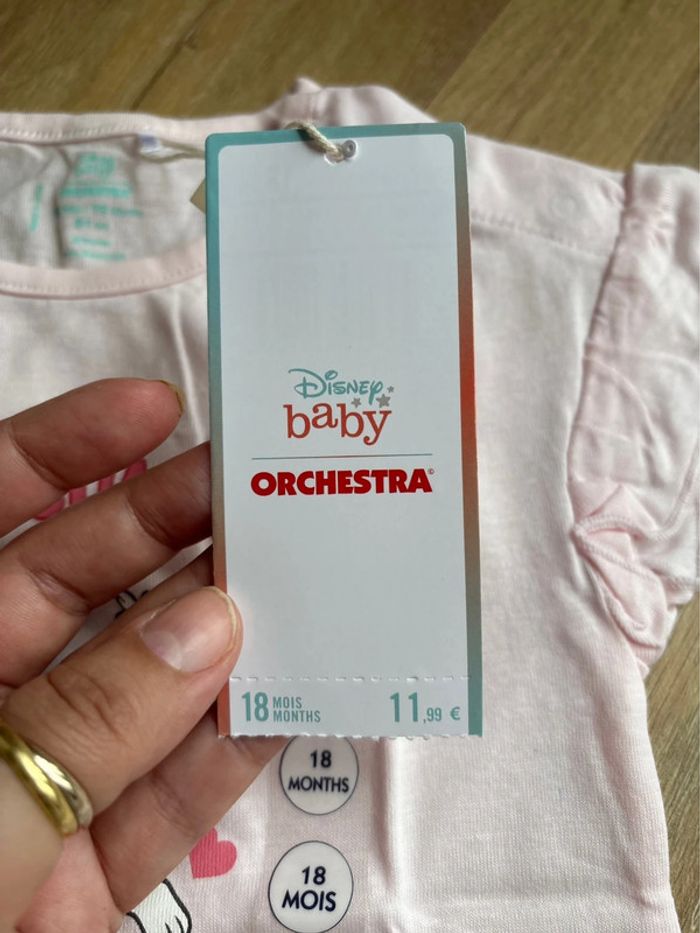 Disney
baby
ORCHESTRA©
18 MOIS
MONTHS
11,99 €
18
MONTHS
18
MOIS